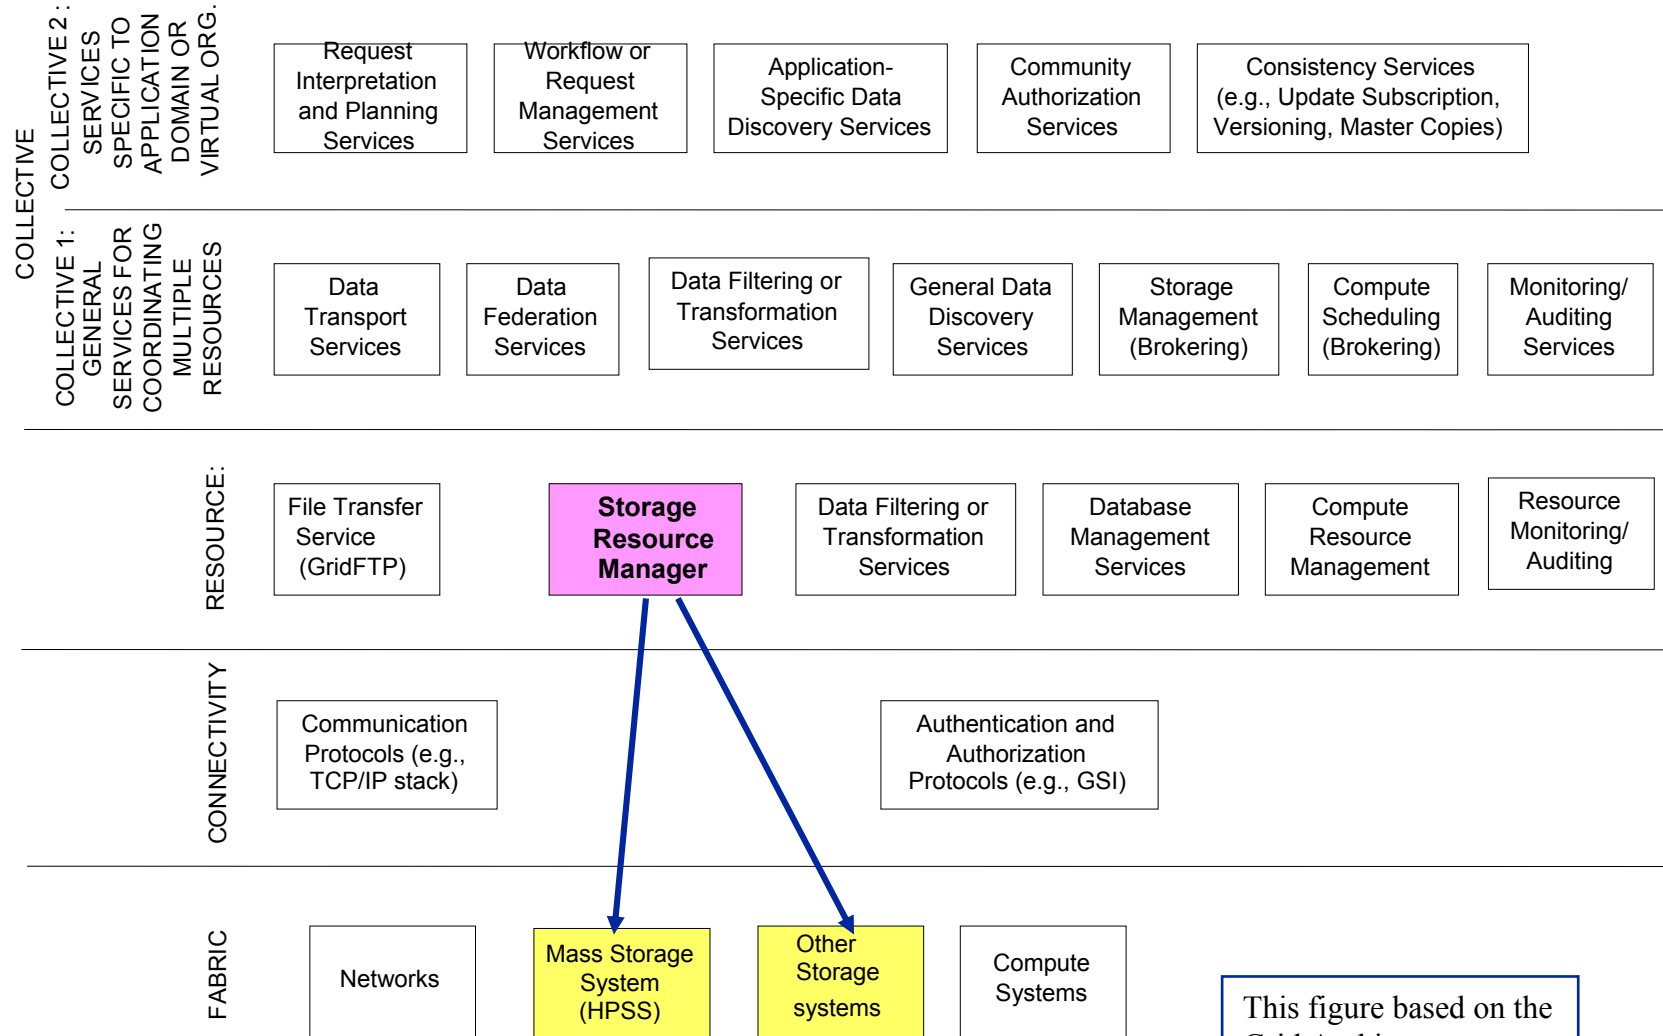 COLLECTIVE
COLLECTIVE 2 :
SERVICES
SPECIFIC TO
APPLICATION
DOMAIN OR
VIRTUAL ORG.
Request
Interpretation
and Planning
Services
Workflow or
Request
Management
Services
Application-
Specific Data
Discovery Services
Community
Authorization
Services
Consistency Services
(e.g., Update Subscription,
Versioning, Master Copies)
COLLECTIVE 1:
GENERAL
SERVICES FOR
COORDINATING
MULTIPLE
RESOURCES
Data
Transport
Services
Data
Federation
Services
Data Filtering or
Transformation
Services
General Data
Discovery
Services
Storage
Management
(Brokering)
Compute
Scheduling
(Brokering)
Monitoring/
Auditing
Services
RESOURCE:
File Transfer
Service
(GridFTP)
Storage
Resource
Manager
Data Filtering or
Transformation
Services
Database
Management
Services
Compute
Resource
Management
Resource
Monitoring/
Auditing
CONNECTIVITY
Communication
Protocols (e.g.,
TCP/IP stack)
Authentication and
Authorization
Protocols (e.g., GSI)
FABRIC
Networks
Mass Storage
System
(HPSS)
Other
Storage
systems
Compute
Systems
This figure based on the